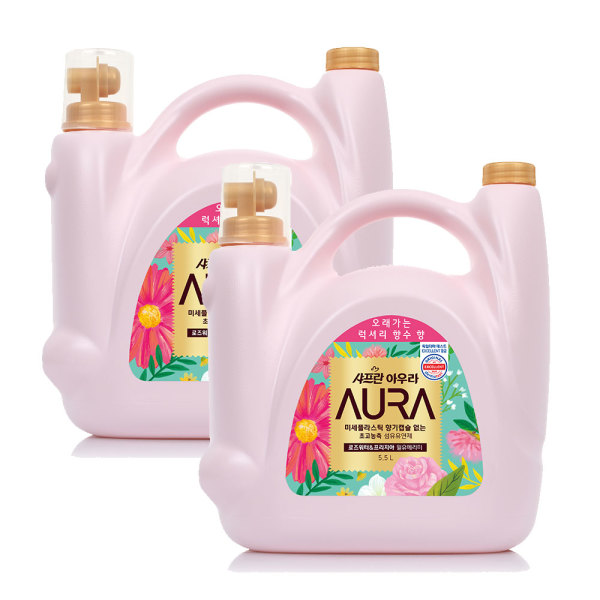 오래가는
럭셔리 향수 향
샤프란 아우라
AURA
미세플라스틱 향기캡슐 없는
초고농축 섬유유연제
로즈워터&프리지아 윌유메리미
5.5L
EXCELLENT